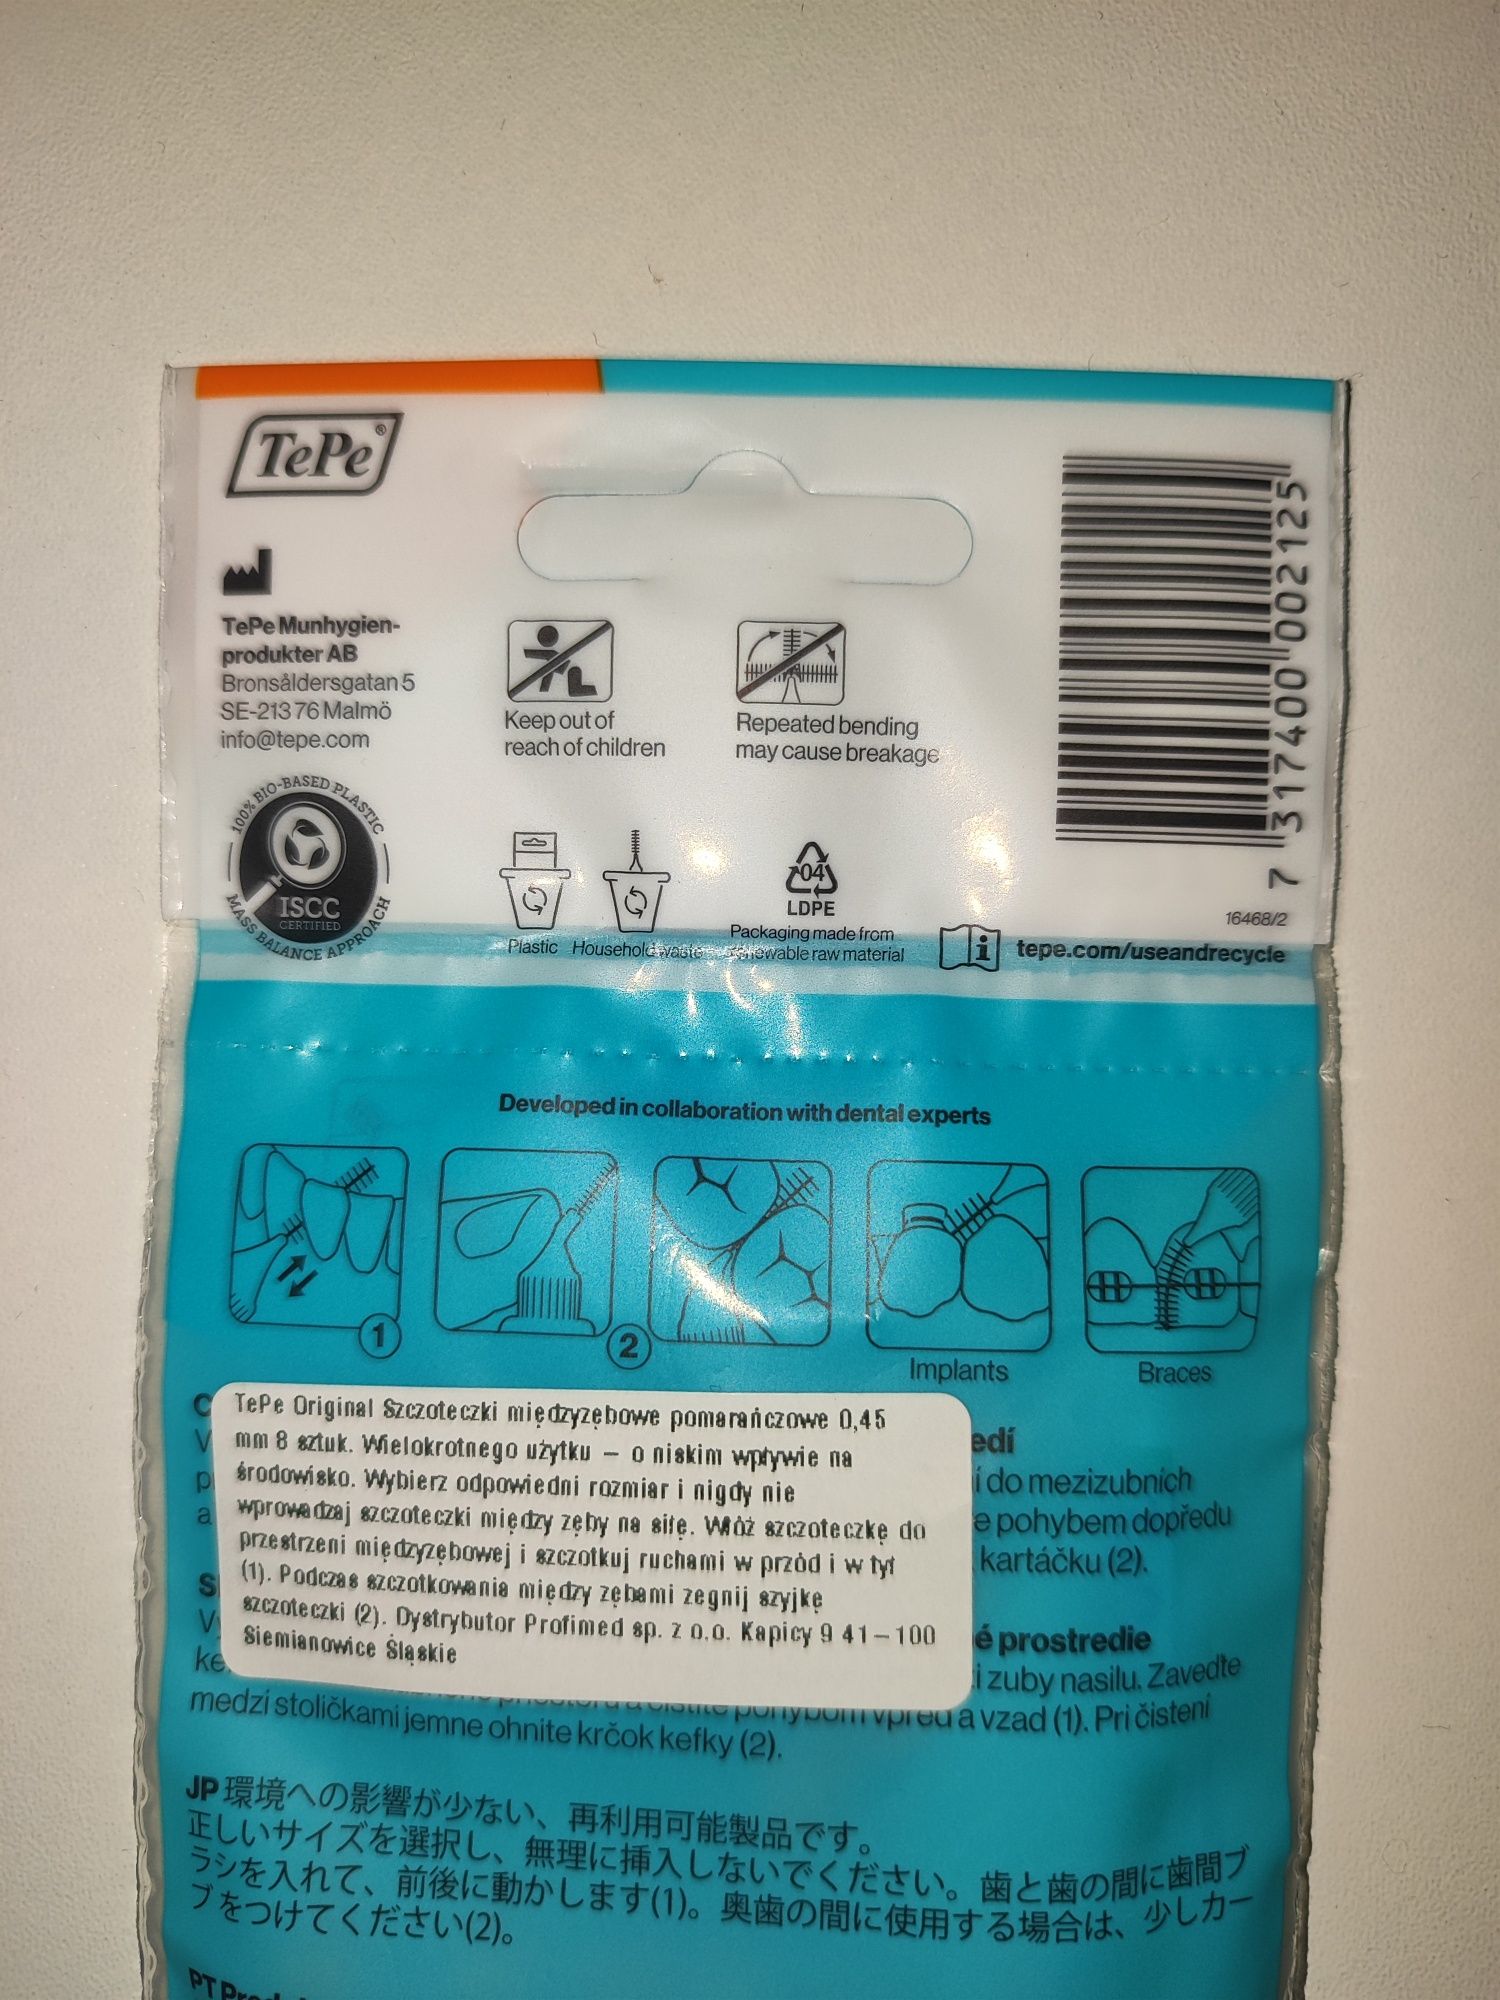 TePe®
TePe Munhygien-
produkter AB
Bronsåldersgatan 5
SE-213 76 Malmö
info@tepe.com
100% BIO-BASED PLASTIC
ISCC
CERTIFIED
MASS BALANCE APPROACH
Keep out of
reach of children
Repeated bending
may cause breakage
Plastic
Household waste
04
LDPE
Packaging made from
renewable raw material
7 317400 002125
16468/2
i
tepe.com/useandrecycle
Developed in collaboration with dental experts
1
2
Implants
Braces
TePe Original Szczoteczki międzyzębowe pomarańczowe 0,45
mm 8 sztuk. Wielokrotnego użytku – o niskim wpływie na
środowisko. Wybierz odpowiedni rozmiar i nigdy nie
wprowadzaj szczoteczki między zęby na siłę. Włóż szczoteczkę do
przestrzeni międzyzębowej i szczotkuj ruchami w przód i w tył
(1). Podczas szczotkowania między zębami zegnij szyjkę
szczoteczki (2). Dystrybutor Profimed sp. z o.o. Kapicy 9 41–100
Siemianowice Śląskie
edí
í do mezizubních
e pohybem dopředu
kartáčku (2).
é prostredie
i zuby nasilu. Zaveďte
a vzad (1). Pri čistení
medzi stoličkami jemne ohnite krčok kefky (2).
JP 環境への影響が少ない、再利用可能製品です。
正しいサイズを選択し、無理に挿入しないでください。歯と歯の間に歯間ブ
ラシを入れて、前後に動かします(1)。奥歯の間に使用する場合は、少しカー
ブをつけてください(2)。
PT